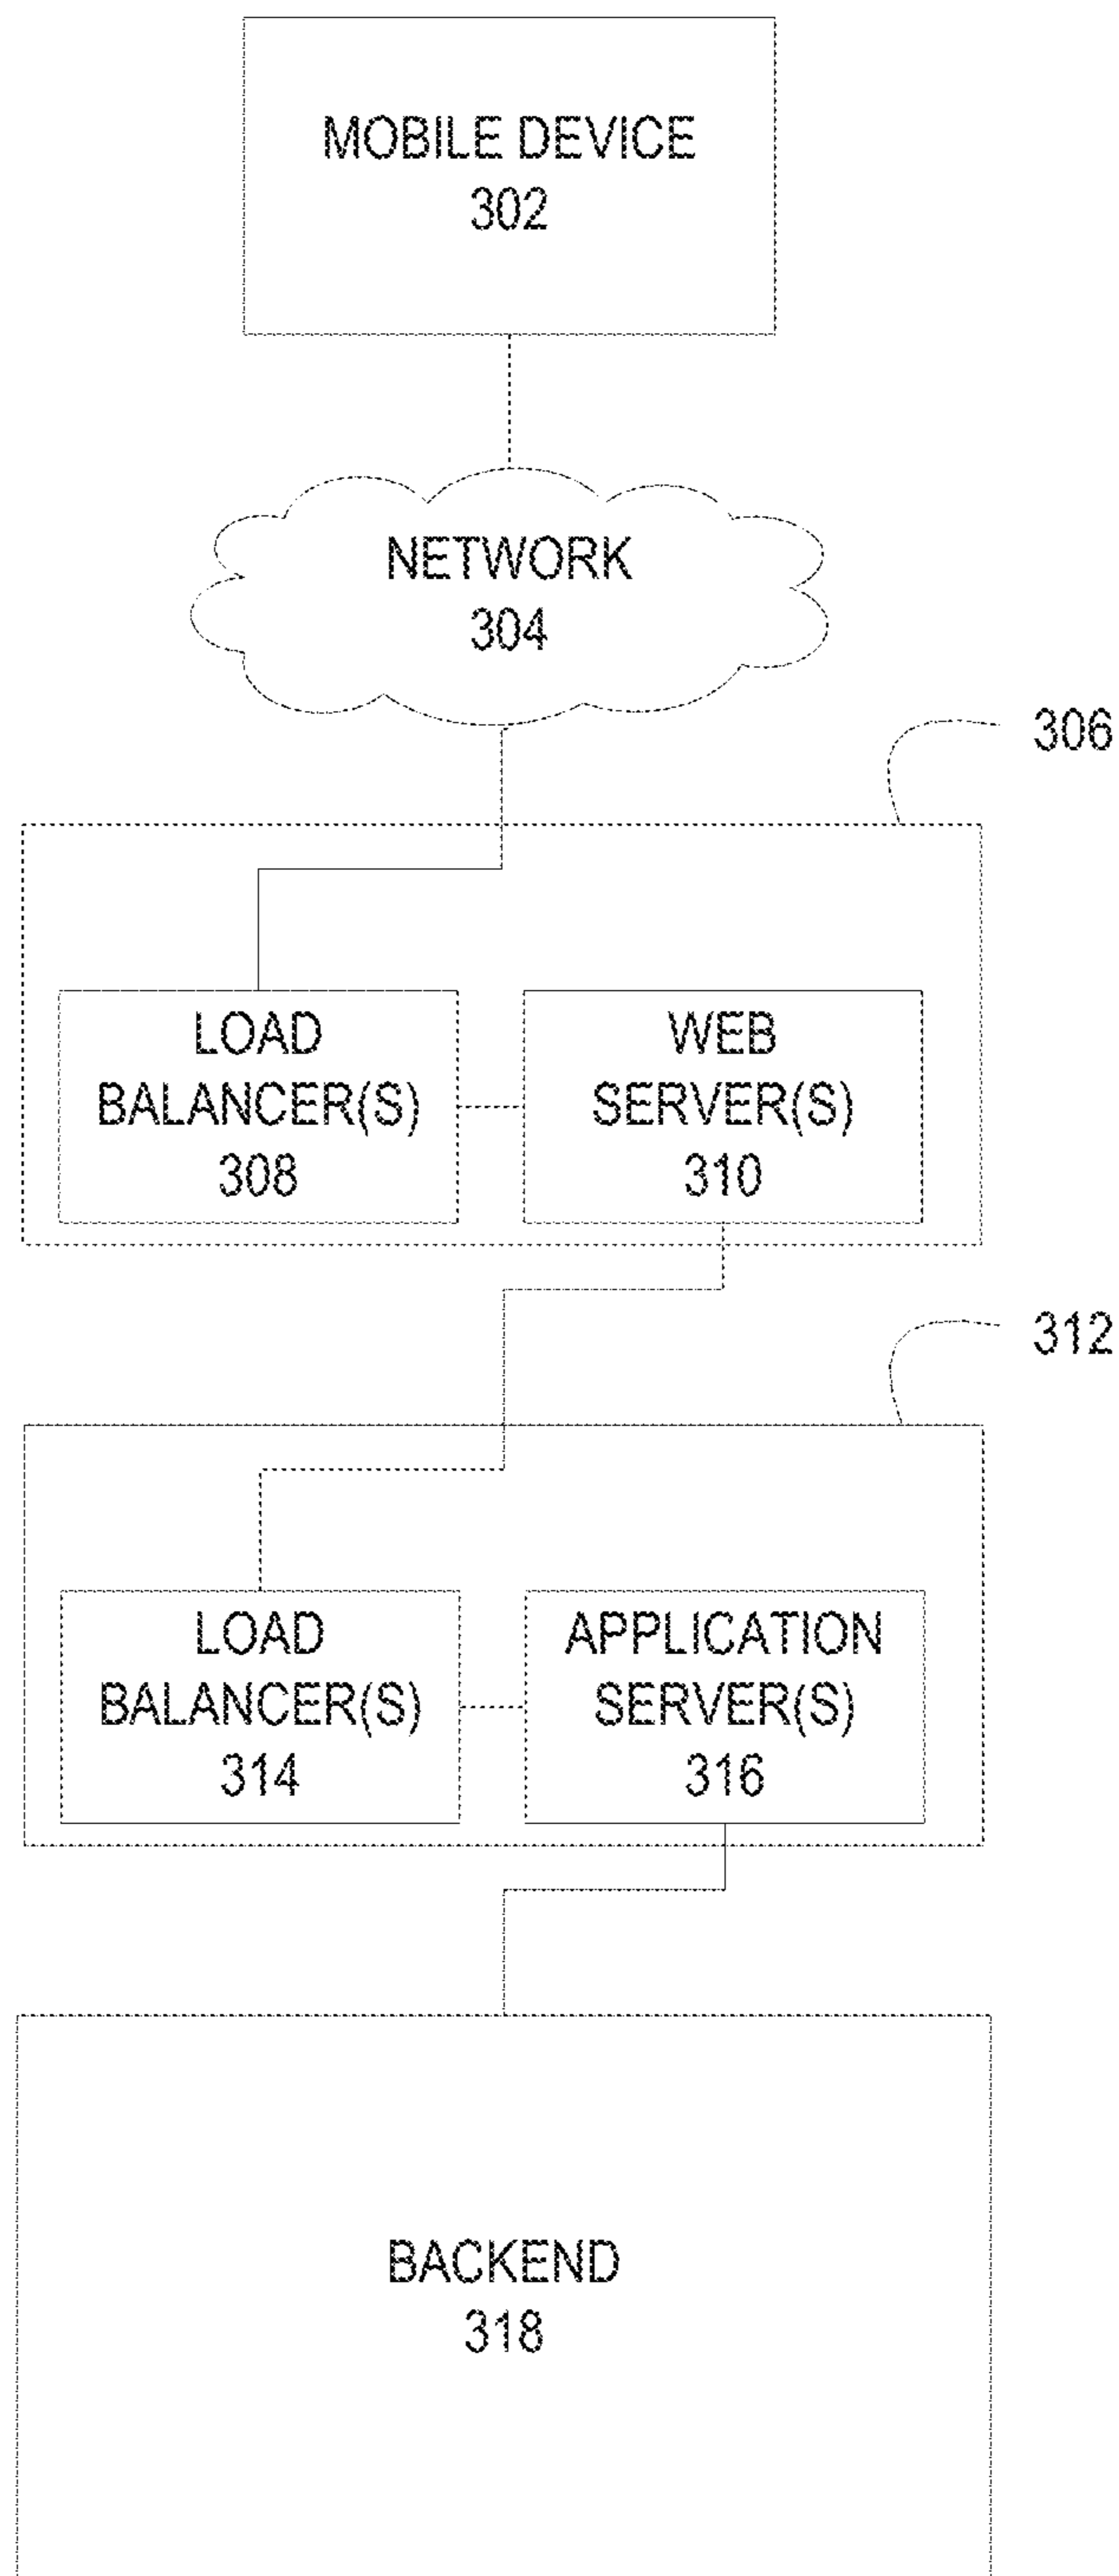 MOBILE DEVICE
302
NETWORK
304
306
LOAD
BALANCER(S)
308
WEB
SERVER(S)
310
312
LOAD
BALANCER(S)
314
APPLICATION
SERVER(S)
316
BACKEND
318